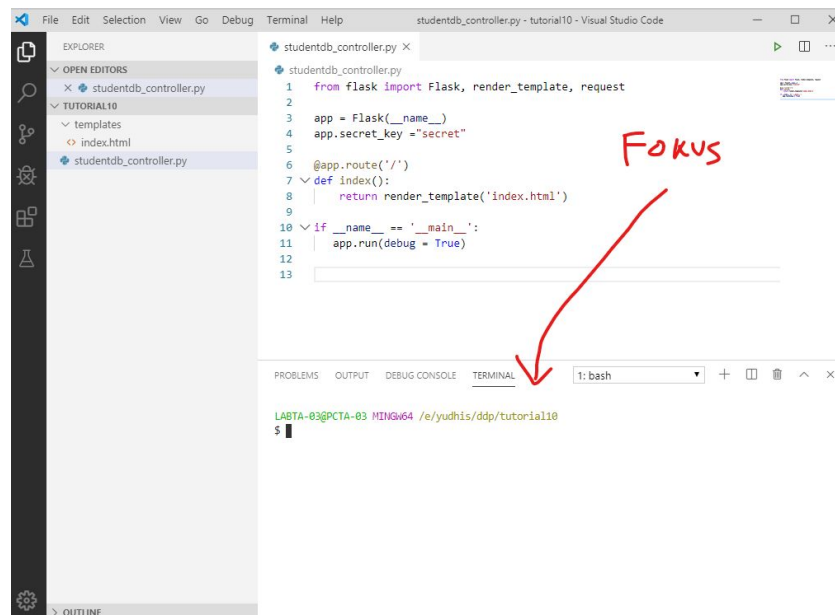 File Edit Selection View Go Debug Terminal Help studentdb_controller.py - tutorial10 - Visual Studio Code
EXPLORER
OPEN EDITORS
studentdb_controller.py
TUTORIAL10
templates
index.html
studentdb_controller.py
OUTLINE
studentdb_controller.py
studentdb_controller.py
1 from flask import Flask, render_template, request
2
3 app = Flask(__name__)
4 app.secret_key ="secret"
5
6 @app.route('/')
7 def index():
8 return render_template('index.html')
9
10 if __name__ == '__main__':
11 app.run(debug = True)
12
13
Fokus
PROBLEMS OUTPUT DEBUG CONSOLE TERMINAL 1: bash
LABTA-03@PCTA-03 MINGW64 /e/yudhis/ddp/tutorial10
$